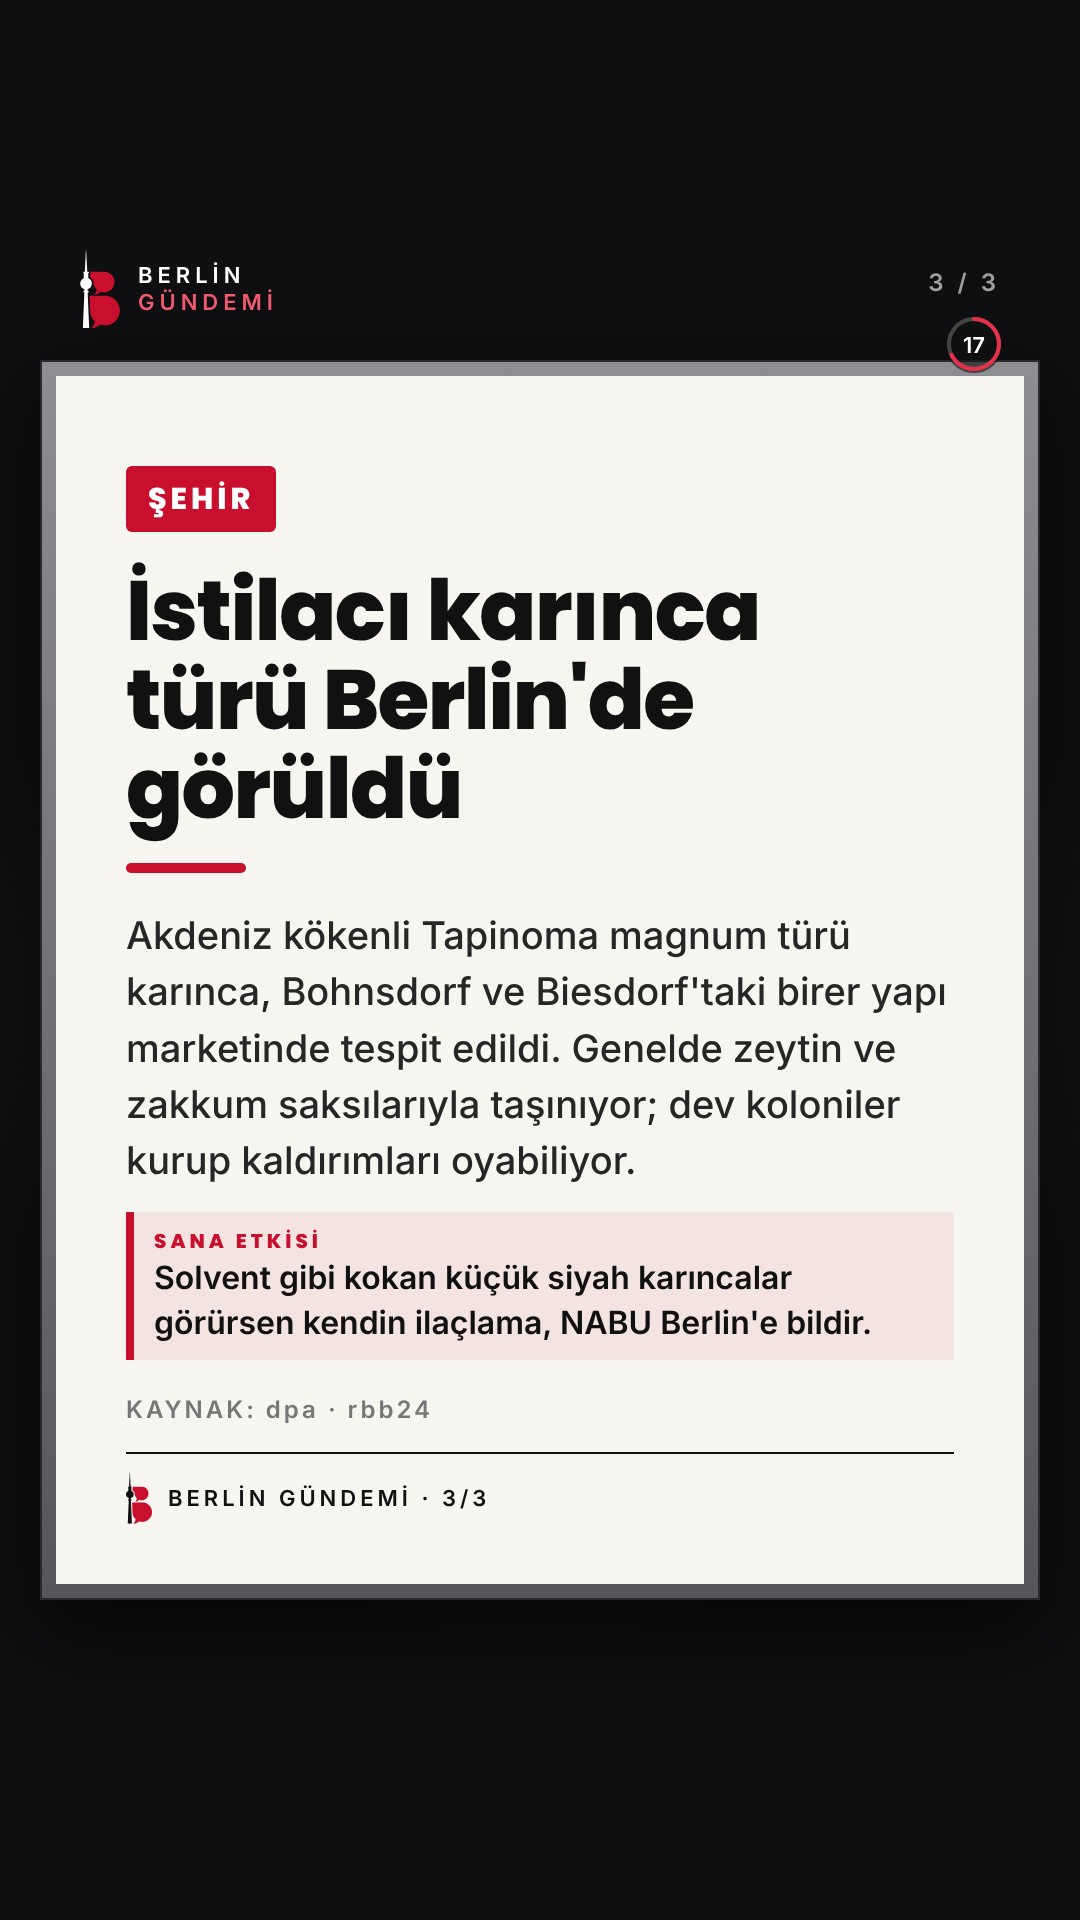 BERLİN
GÜNDEMİ
3 / 3
17
ŞEHİR
İstilacı karınca
türü Berlin'de
görüldü
Akdeniz kökenli Tapinoma magnum türü
karınca, Bohnsdorf ve Biesdorf'taki birer yapı
marketinde tespit edildi. Genelde zeytin ve
zakkum saksılarıyla taşınıyor; dev koloniler
kurup kaldırımları oyabiliyor.
SANA ETKİSİ
Solvent gibi kokan küçük siyah karıncalar
görürsen kendin ilaçlama, NABU Berlin'e bildir.
KAYNAK: dpa · rbb24
BERLİN GÜNDEMİ · 3/3